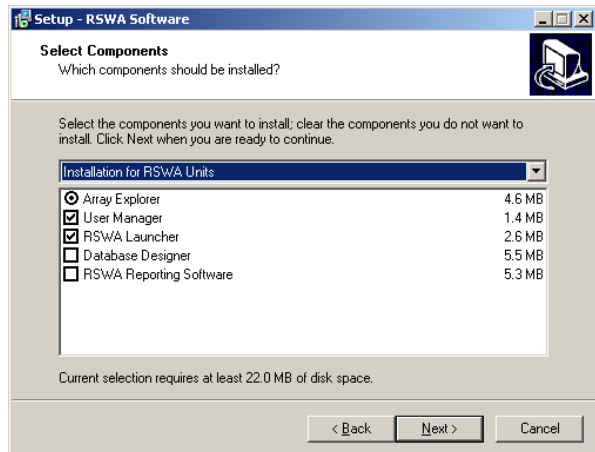 Setup - RSWA Software
Select Components
Which components should be installed?
Select the components you want to install; clear the components you do not want to
install. Click Next when you are ready to continue.
Installation for RSWA Units
Array Explorer 4.6 MB
User Manager 1.4 MB
RSWA Launcher 2.6 MB
Database Designer 5.5 MB
RSWA Reporting Software 5.3 MB
Current selection requires at least 22.0 MB of disk space.
< Back Next > Cancel